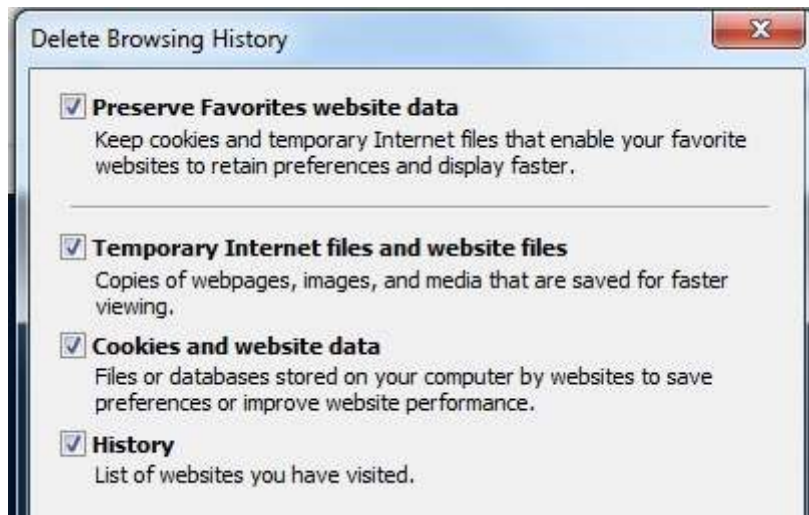 Delete Browsing History
Preserve Favorites website data
Keep cookies and temporary Internet files that enable your favorite
websites to retain preferences and display faster.
Temporary Internet files and website files
Copies of webpages, images, and media that are saved for faster
viewing.
Cookies and website data
Files or databases stored on your computer by websites to save
preferences or improve website performance.
History
List of websites you have visited.